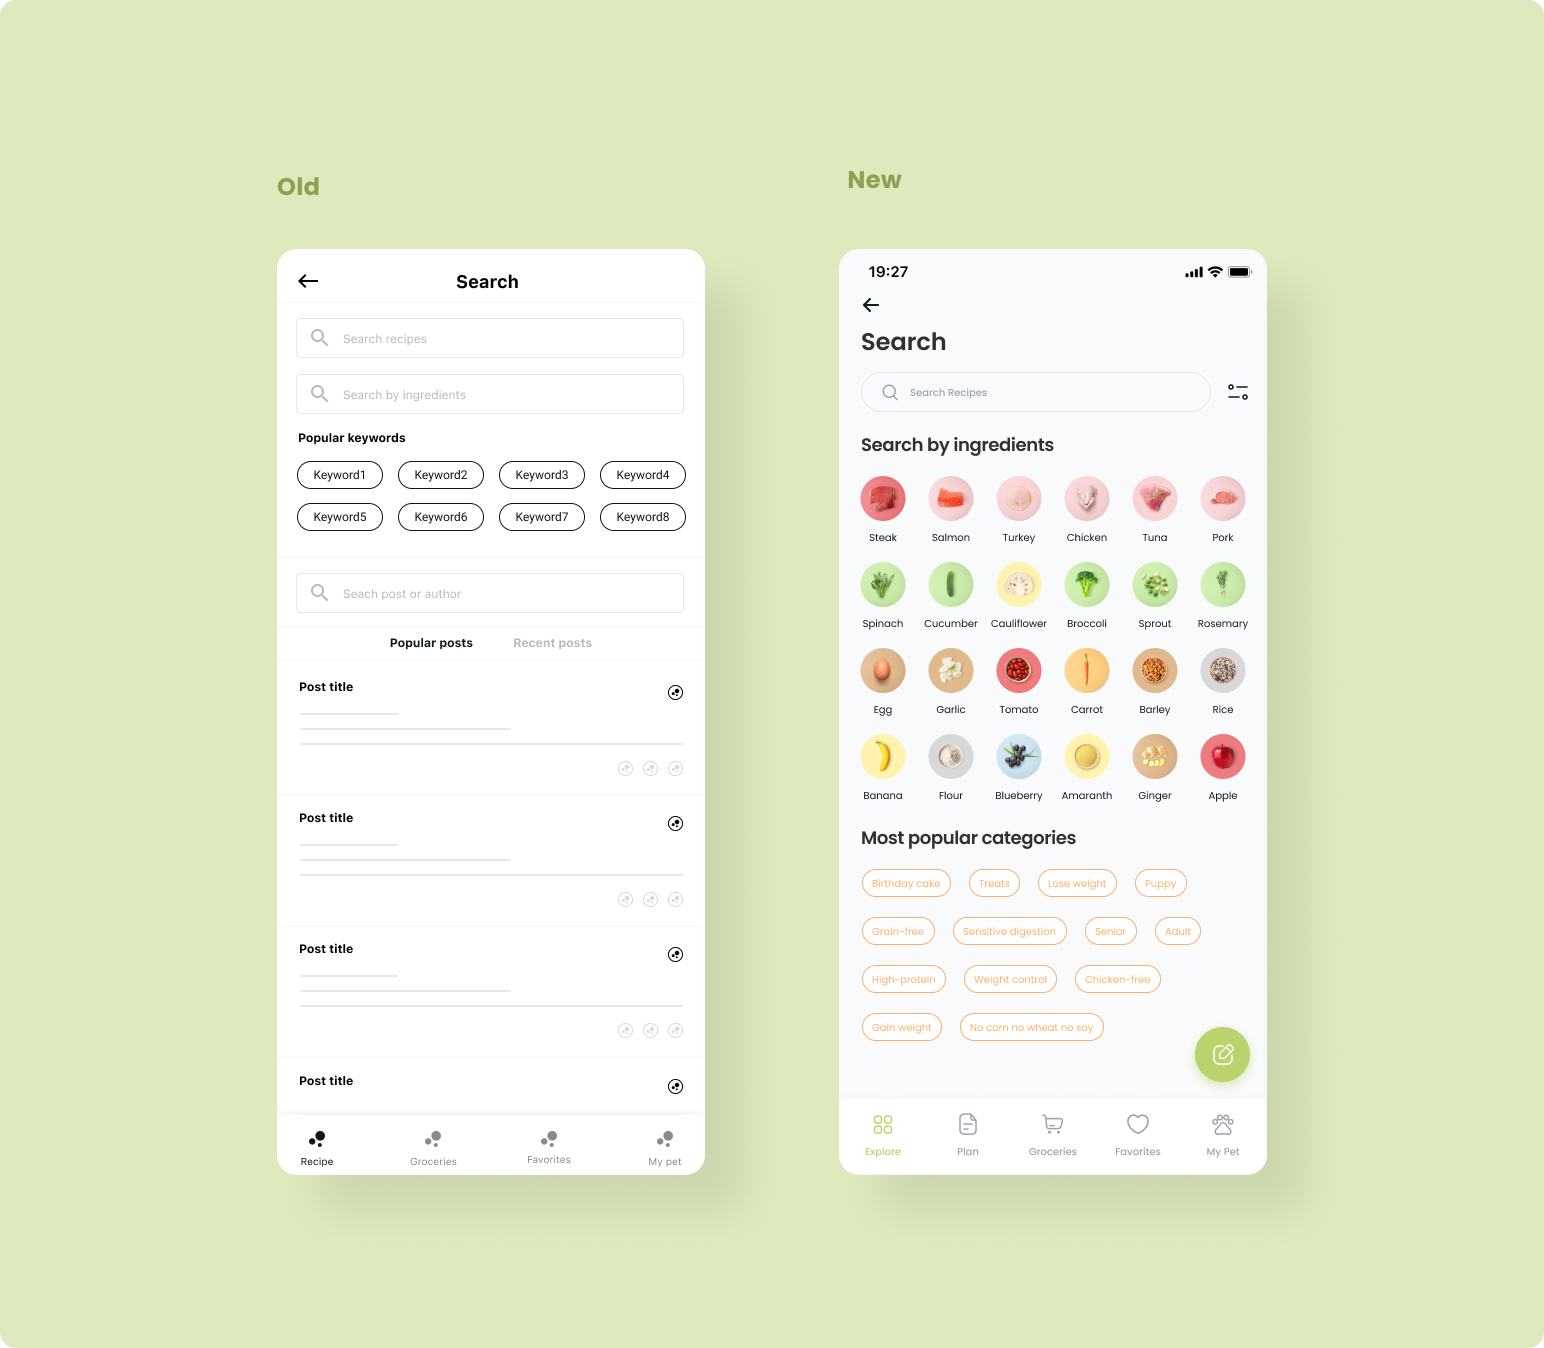 Old
Search
Search recipes
Search by ingredients
Popular keywords
Keyword1 Keyword2 Keyword3 Keyword4
Keyword5 Keyword6 Keyword7 Keyword8
Seach post or author
Popular posts Recent posts
Post title
Post title
Post title
Post title
Recipe Groceries Favorites My pet
New
19:27
Search
Search Recipes
Search by ingredients
Steak Salmon Turkey Chicken Tuna Pork
Spinach Cucumber Cauliflower Broccoli Sprout Rosemary
Egg Garlic Tomato Carrot Barley Rice
Banana Flour Blueberry Amaranth Ginger Apple
Most popular categories
Birthday cake Treats Lose weight Puppy
Grain-free Sensitive digestion Senior Adult
High-protein Weight control Chicken-free
Gain weight No corn no wheat no soy
Explore Plan Groceries Favorites My Pet